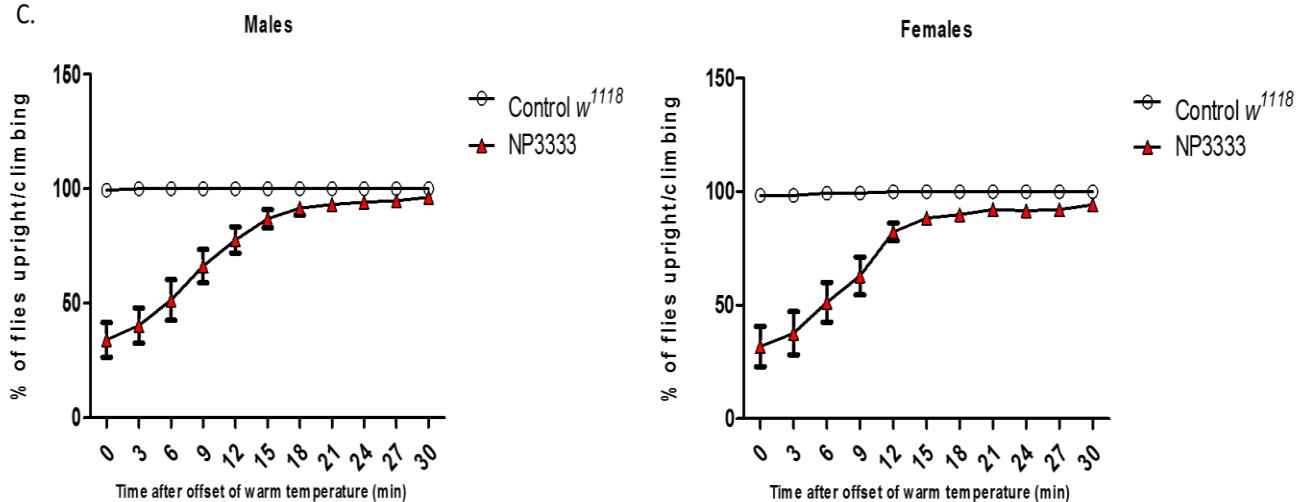 C.
Males
% of flies upright/climbing
150
100
50
0
0 3 6 9 12 15 18 21 24 27 30
Time after offset of warm temperature (min)
Control w1118
NP3333
Females
% of flies upright/climbing
150
100
50
0
0 3 6 9 12 15 18 21 24 27 30
Time after offset of warm temperature (min)
Control w1118
NP3333